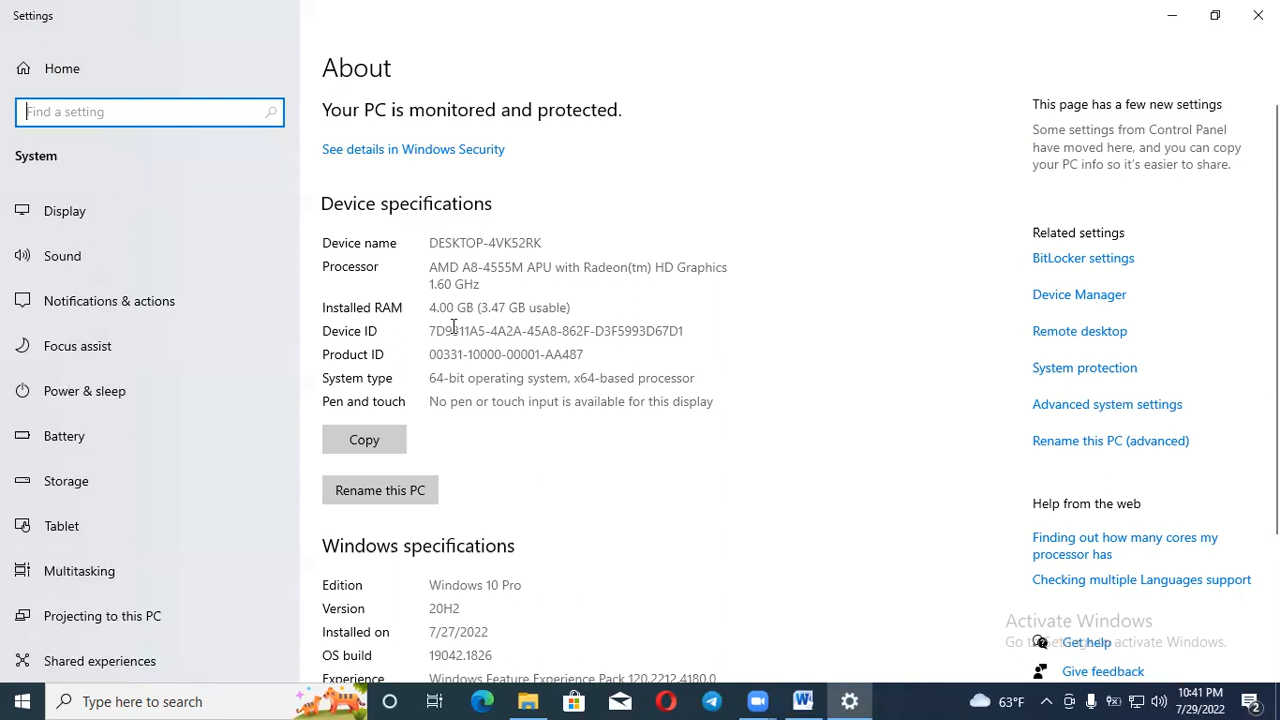 Settings
Home
Find a setting
System
Display
Sound
Notifications & actions
Focus assist
Power & sleep
Battery
Storage
Tablet
Multitasking
Projecting to this PC
Shared experiences
About
Your PC is monitored and protected.
See details in Windows Security
Device specifications
Device name DESKTOP-4VK52RK
Processor AMD A8-4555M APU with Radeon(tm) HD Graphics
1.60 GHz
Installed RAM 4.00 GB (3.47 GB usable)
Device ID
Product ID 00331-10000-00001-AA487
System type 64-bit operating system, x64-based processor
Pen and touch No pen or touch input is available for this display
Copy
Rename this PC
Windows specifications
Edition Windows 10 Pro
Version 20H2
Installed on 7/27/2022
OS build 19042.1826
Experience Windows Feature Experience Pack 120.2212.4180.0
This page has a few new settings
Some settings from Control Panel
have moved here, and you can copy
your PC info so it's easier to share.
Related settings
BitLocker settings
Device Manager
Remote desktop
System protection
Advanced system settings
Rename this PC (advanced)
Help from the web
Finding out how many cores my
processor has
Checking multiple Languages support
Activate Windows
Go to Settings to activate Windows.
Get help
Give feedback
Type here to search
63°F
10:41 PM
7/29/2022
2